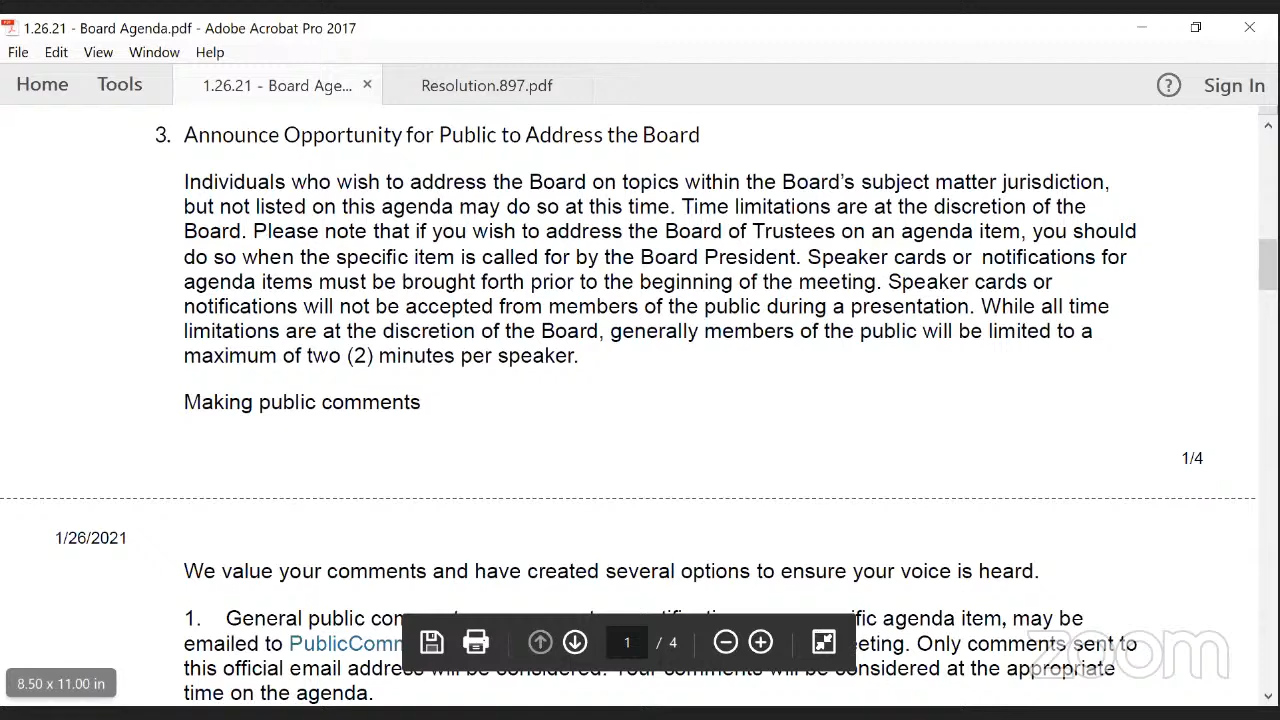 1.26.21 - Board Agenda.pdf - Adobe Acrobat Pro 2017
File Edit View Window Help
Home Tools 1.26.21 - Board Age... × Resolution.897.pdf ? Sign In
3. Announce Opportunity for Public to Address the Board
Individuals who wish to address the Board on topics within the Board's subject matter jurisdiction,
but not listed on this agenda may do so at this time. Time limitations are at the discretion of the
Board. Please note that if you wish to address the Board of Trustees on an agenda item, you should
do so when the specific item is called for by the Board President. Speaker cards or notifications for
agenda items must be brought forth prior to the beginning of the meeting. Speaker cards or
notifications will not be accepted from members of the public during a presentation. While all time
limitations are at the discretion of the Board, generally members of the public will be limited to a
maximum of two (2) minutes per speaker.
Making public comments
1/4
1/26/2021
We value your comments and have created several options to ensure your voice is heard.
1. General public agenda item, may be
emailed to Only comments sent to
this official email considered at the appropriate
time on the agenda.
1 / 4
8.50 x 11.00 in
zoom